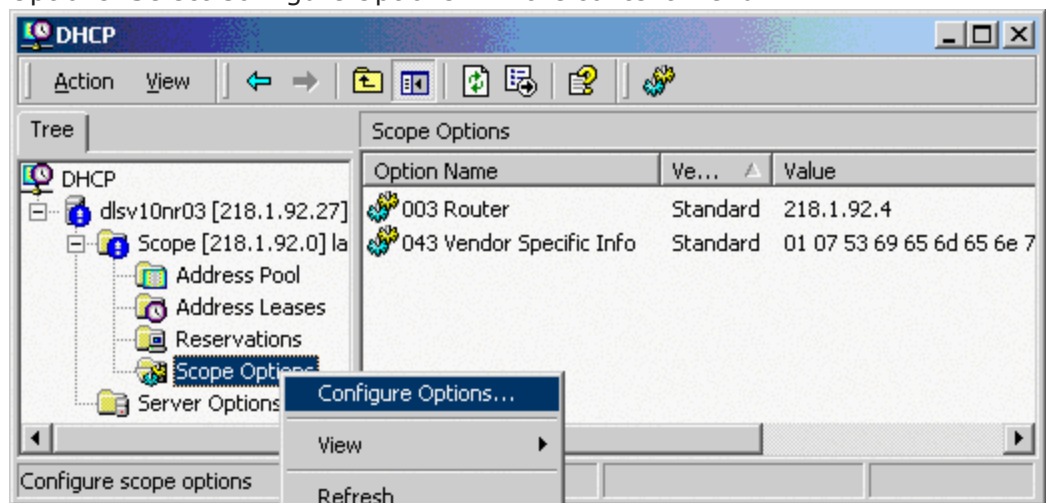 DHCP
Action View
Tree
Scope Options
DHCP
Option Name Ve... Value
dlsv10nr03 [218.1.92.27]
003 Router Standard 218.1.92.4
Scope [218.1.92.0] la
043 Vendor Specific Info Standard 01 07 53 69 65 6d 65 6e 7
Address Pool
Address Leases
Reservations
Scope Options
Configure Options...
Server Options
View
Configure scope options
Refresh